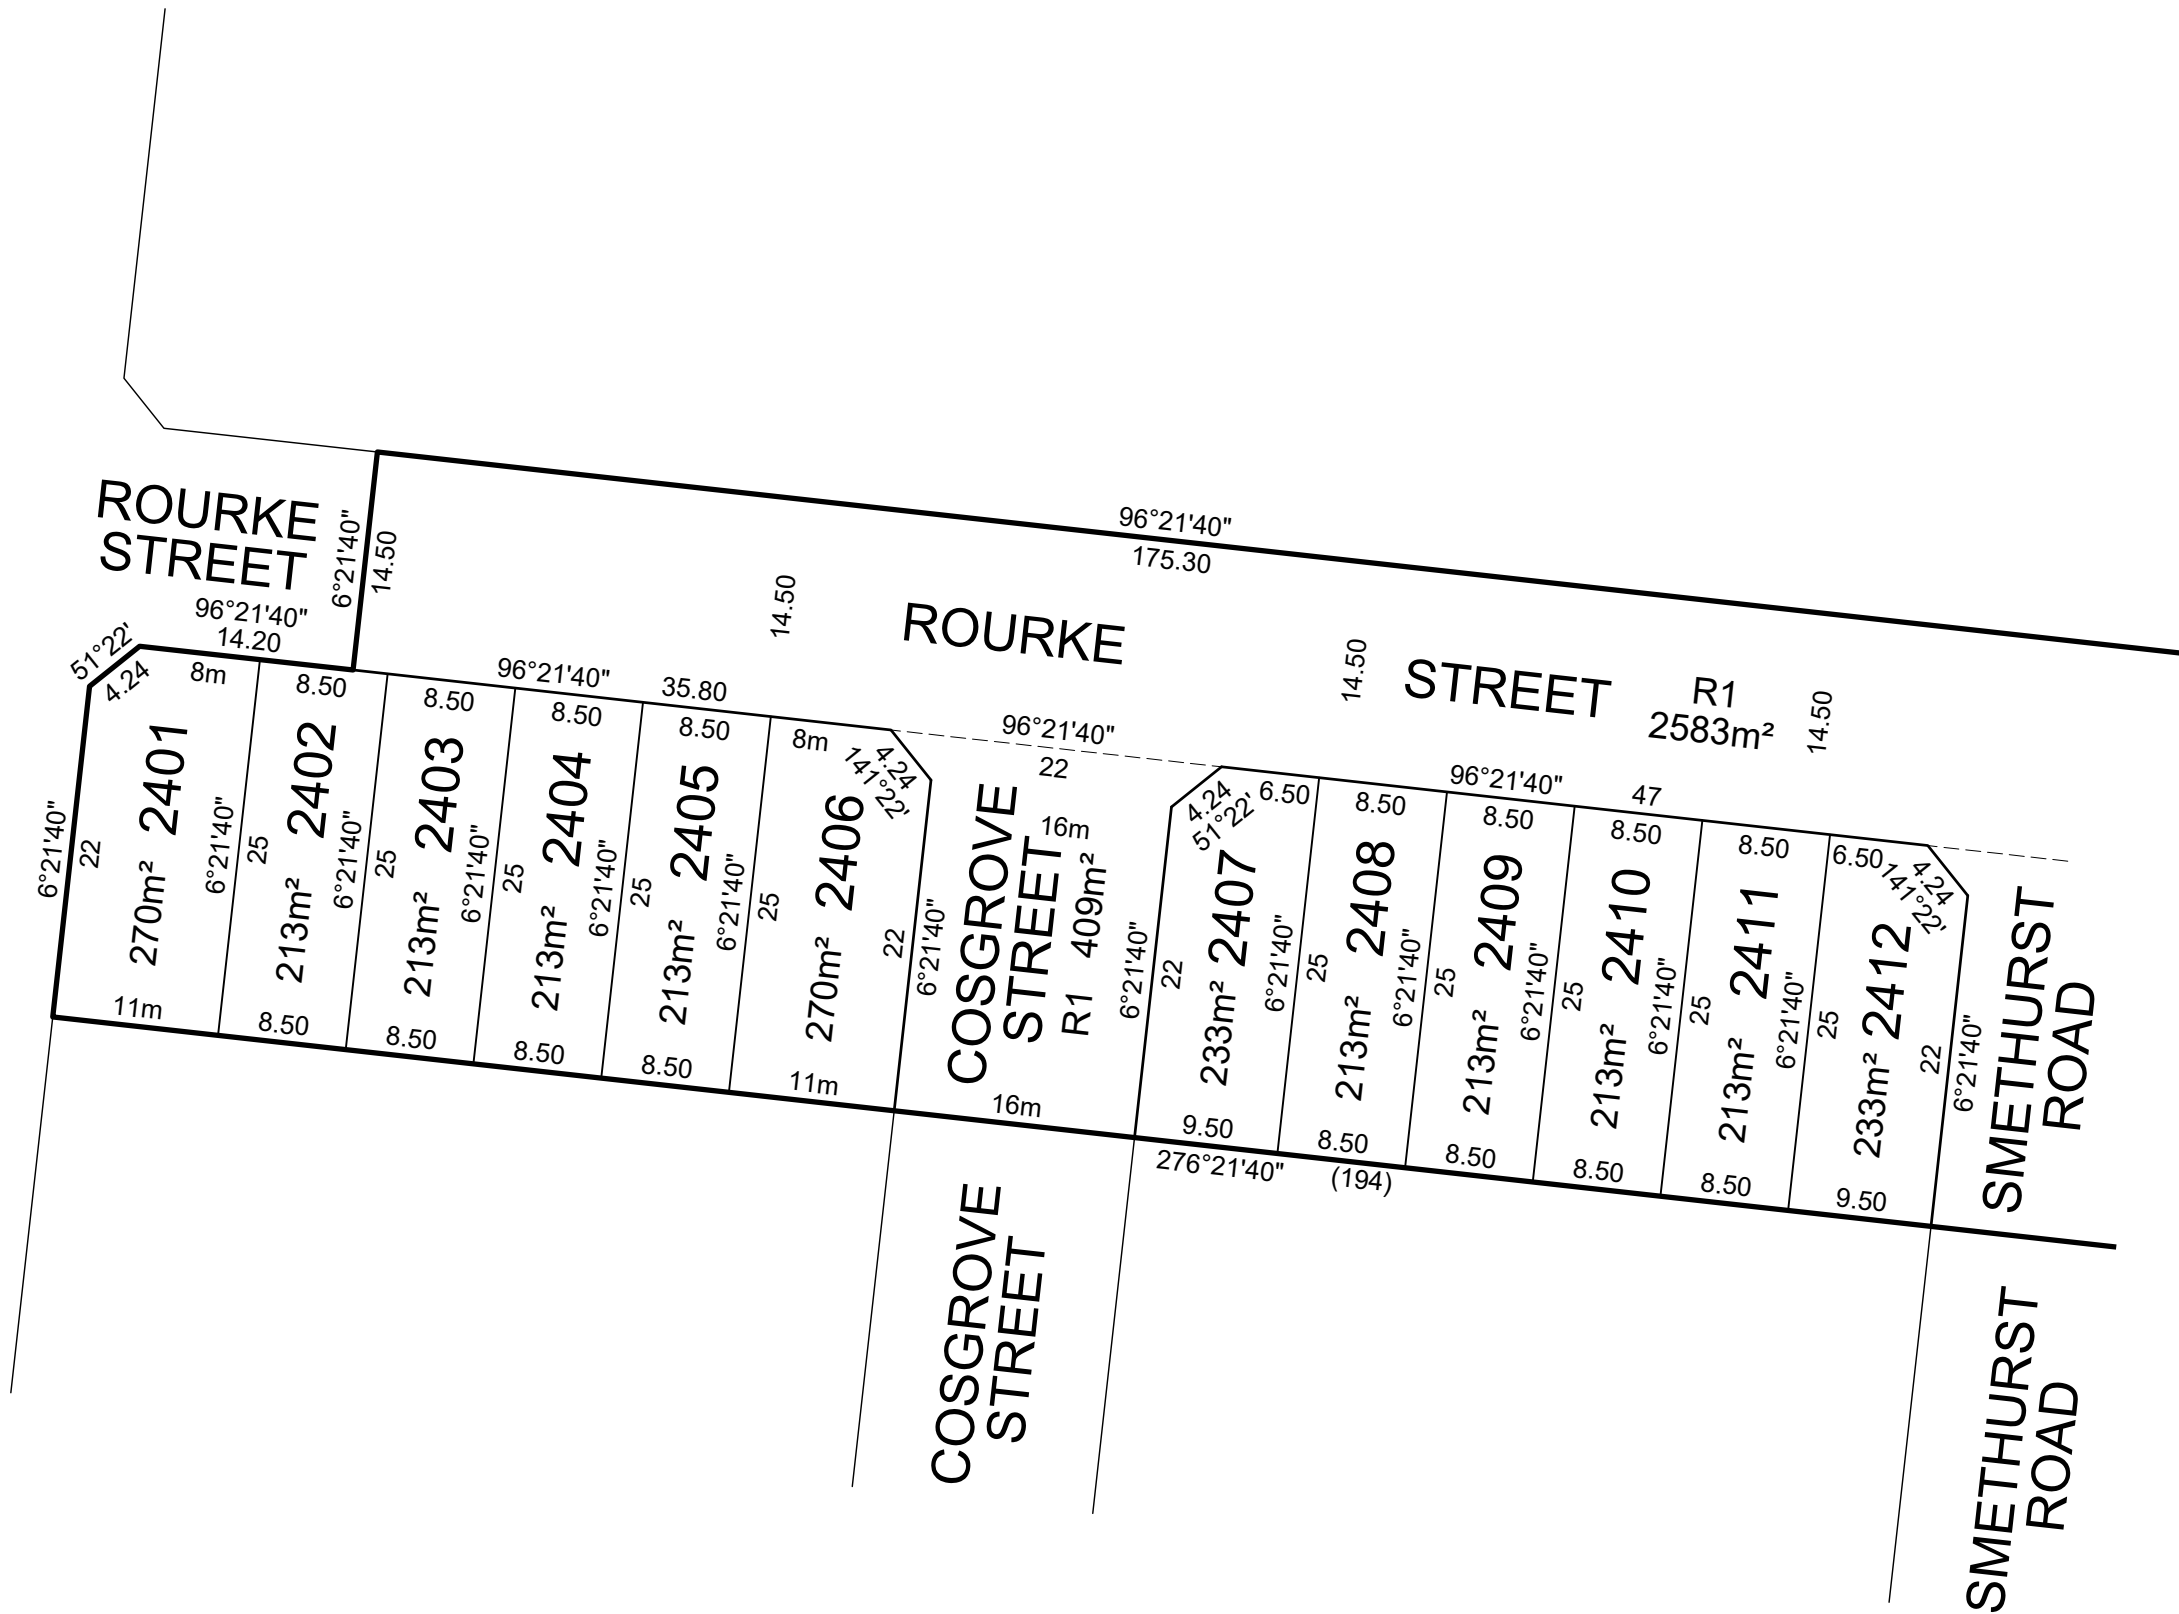 ROURKE
STREET
6°21'40"
14.50
96°21'40"
14.20
51°22'
4.24
96°21'40"
175.30
14.50
ROURKE
14.50
STREET
R1
2583m²
14.50
96°21'40"
35.80
96°21'40"
22
96°21'40"
47
8m
2401
270m²
6°21'40"
22
11m
6°21'40"
25
8.50
2402
213m²
8.50
6°21'40"
25
8.50
2403
213m²
8.50
6°21'40"
25
8.50
2404
213m²
8.50
6°21'40"
25
8.50
2405
213m²
8.50
6°21'40"
25
8m
4.24
141°22'
2406
270m²
22
6°21'40"
11m
COSGROVE
STREET
16m
R1 409m²
16m
4.24
51°22'
6.50
2407
233m²
6°21'40"
22
9.50
6°21'40"
25
8.50
2408
213m²
8.50
6°21'40"
25
8.50
2409
213m²
8.50
6°21'40"
25
8.50
2410
213m²
8.50
6°21'40"
25
8.50
2411
213m²
8.50
6°21'40"
25
6.50
4.24
141°22'
2412
233m²
22
6°21'40"
9.50
SMETHURST
ROAD
276°21'40"
(194)
COSGROVE
STREET
SMETHURST
ROAD